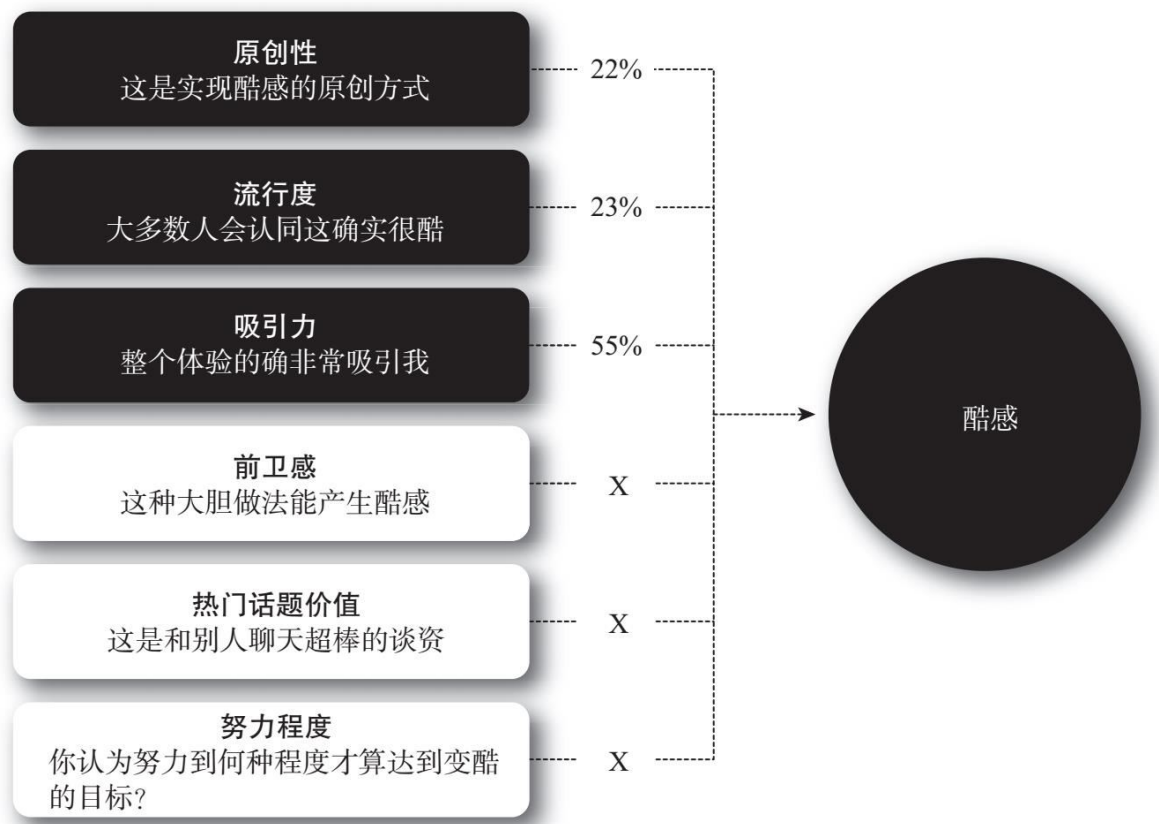 原创性
这是实现酷感的原创方式
22%
流行度
大多数人会认同这确实很酷
23%
吸引力
整个体验的确非常吸引我
55%
酷感
前卫感
这种大胆做法能产生酷感
X
热门话题价值
这是和别人聊天超棒的谈资
X
努力程度
你认为努力到何种程度才算达到变酷
的目标?
X